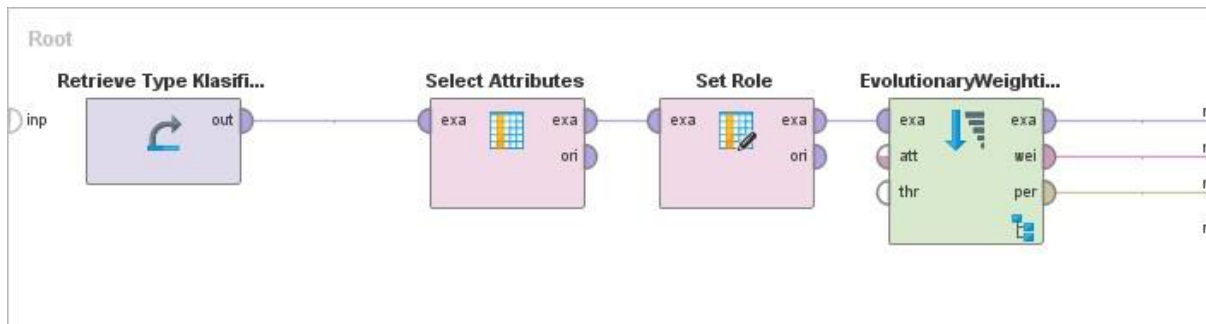 Root
Retrieve Type Klasifi...
Select Attributes
Set Role
EvolutionaryWeighti...
inp
out
exa
exa
ori
exa
exa
ori
exa
exa
att
wei
thr
per